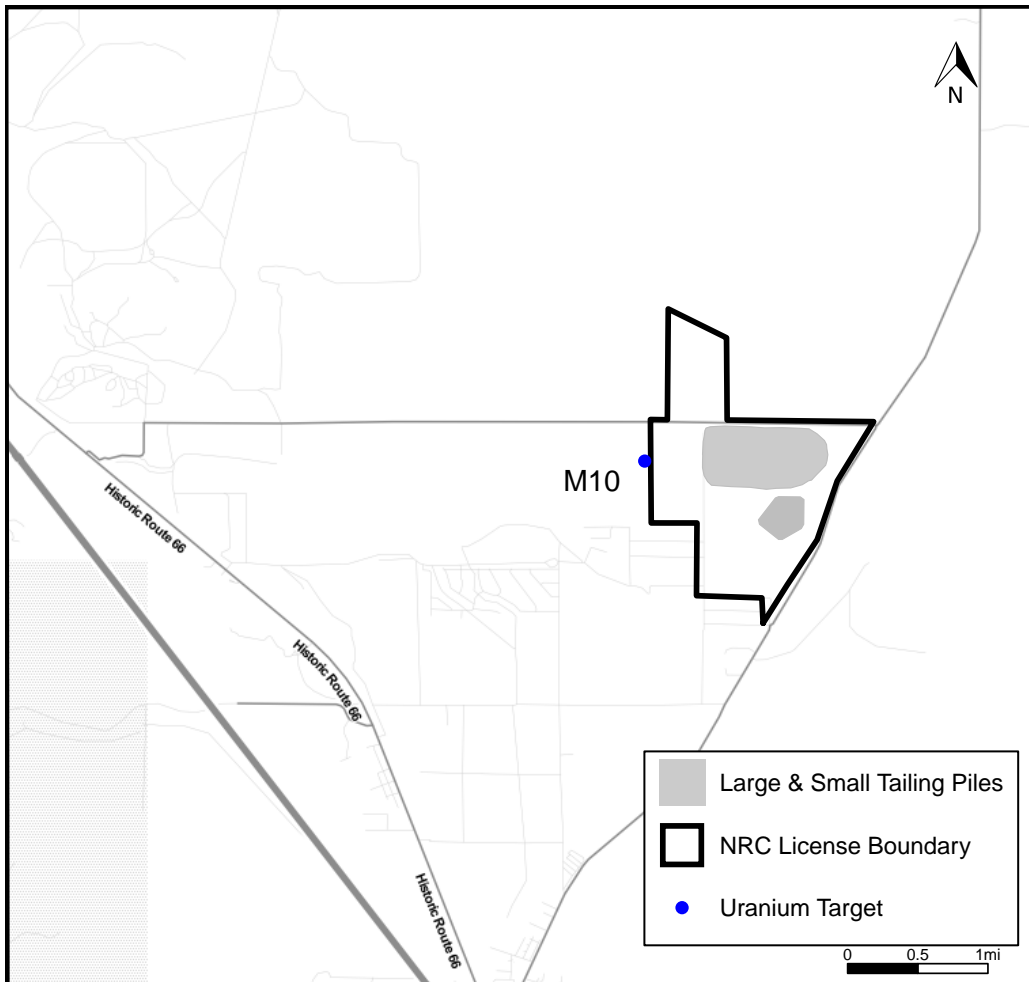 N
M10
Historic Route 66
Historic Route 66
Historic Route 66
Large & Small Tailing Piles
NRC License Boundary
Uranium Target
0 0.5 1mi